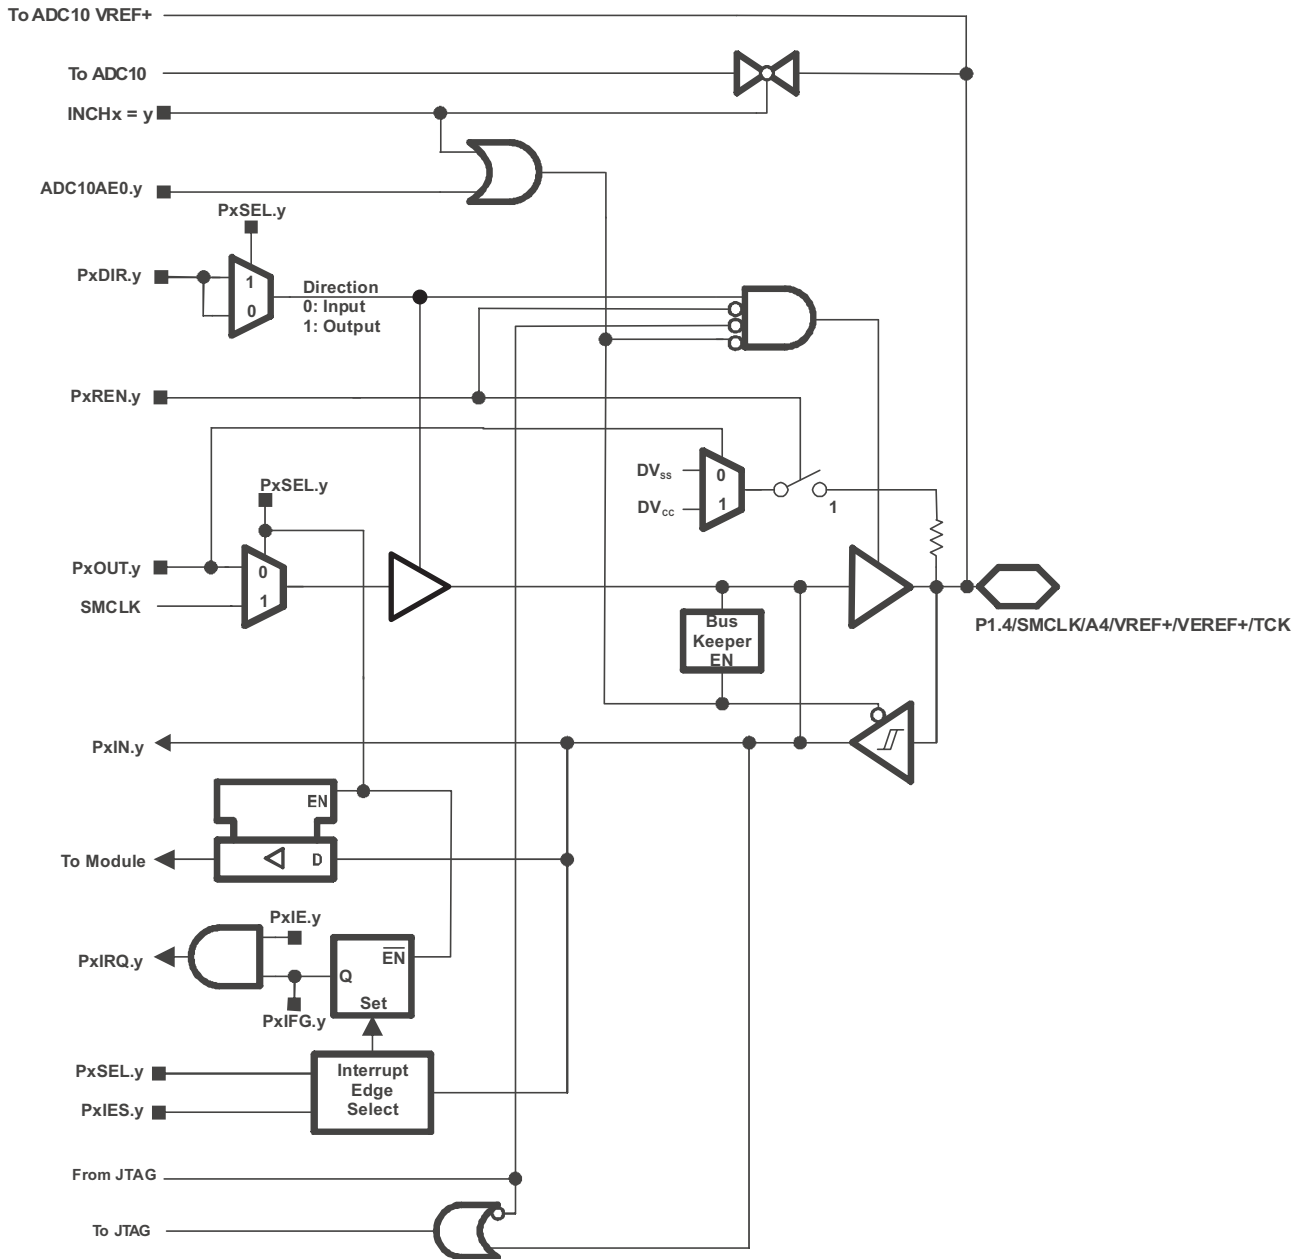 To ADC10 VREF+
To ADC10
INCHx = y
ADC10AE0.y
PxSEL.y
PxDIR.y
1
0
Direction
0: Input
1: Output
PxREN.y
DVss
0
DVcc
1
1
PxSEL.y
PxOUT.y
0
SMCLK
1
Bus
Keeper
EN
P1.4/SMCLK/A4/VREF+/VEREF+/TCK
PxIN.y
EN
To Module
D
PxIE.y
PxIRQ.y
EN
Q
Set
PxIFG.y
PxSEL.y
PxIES.y
Interrupt
Edge
Select
From JTAG
To JTAG